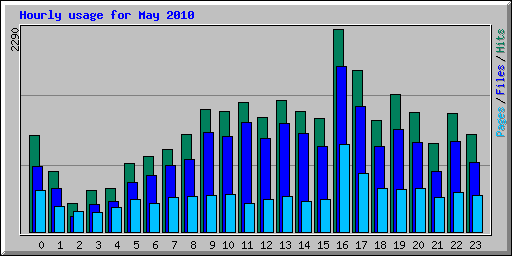 Hourly usage for May 2010
2290
Pages/Files/Hits
0 1 2 3 4 5 6 7 8 9 10 11 12 13 14 15 16 17 18 19 20 21 22 23